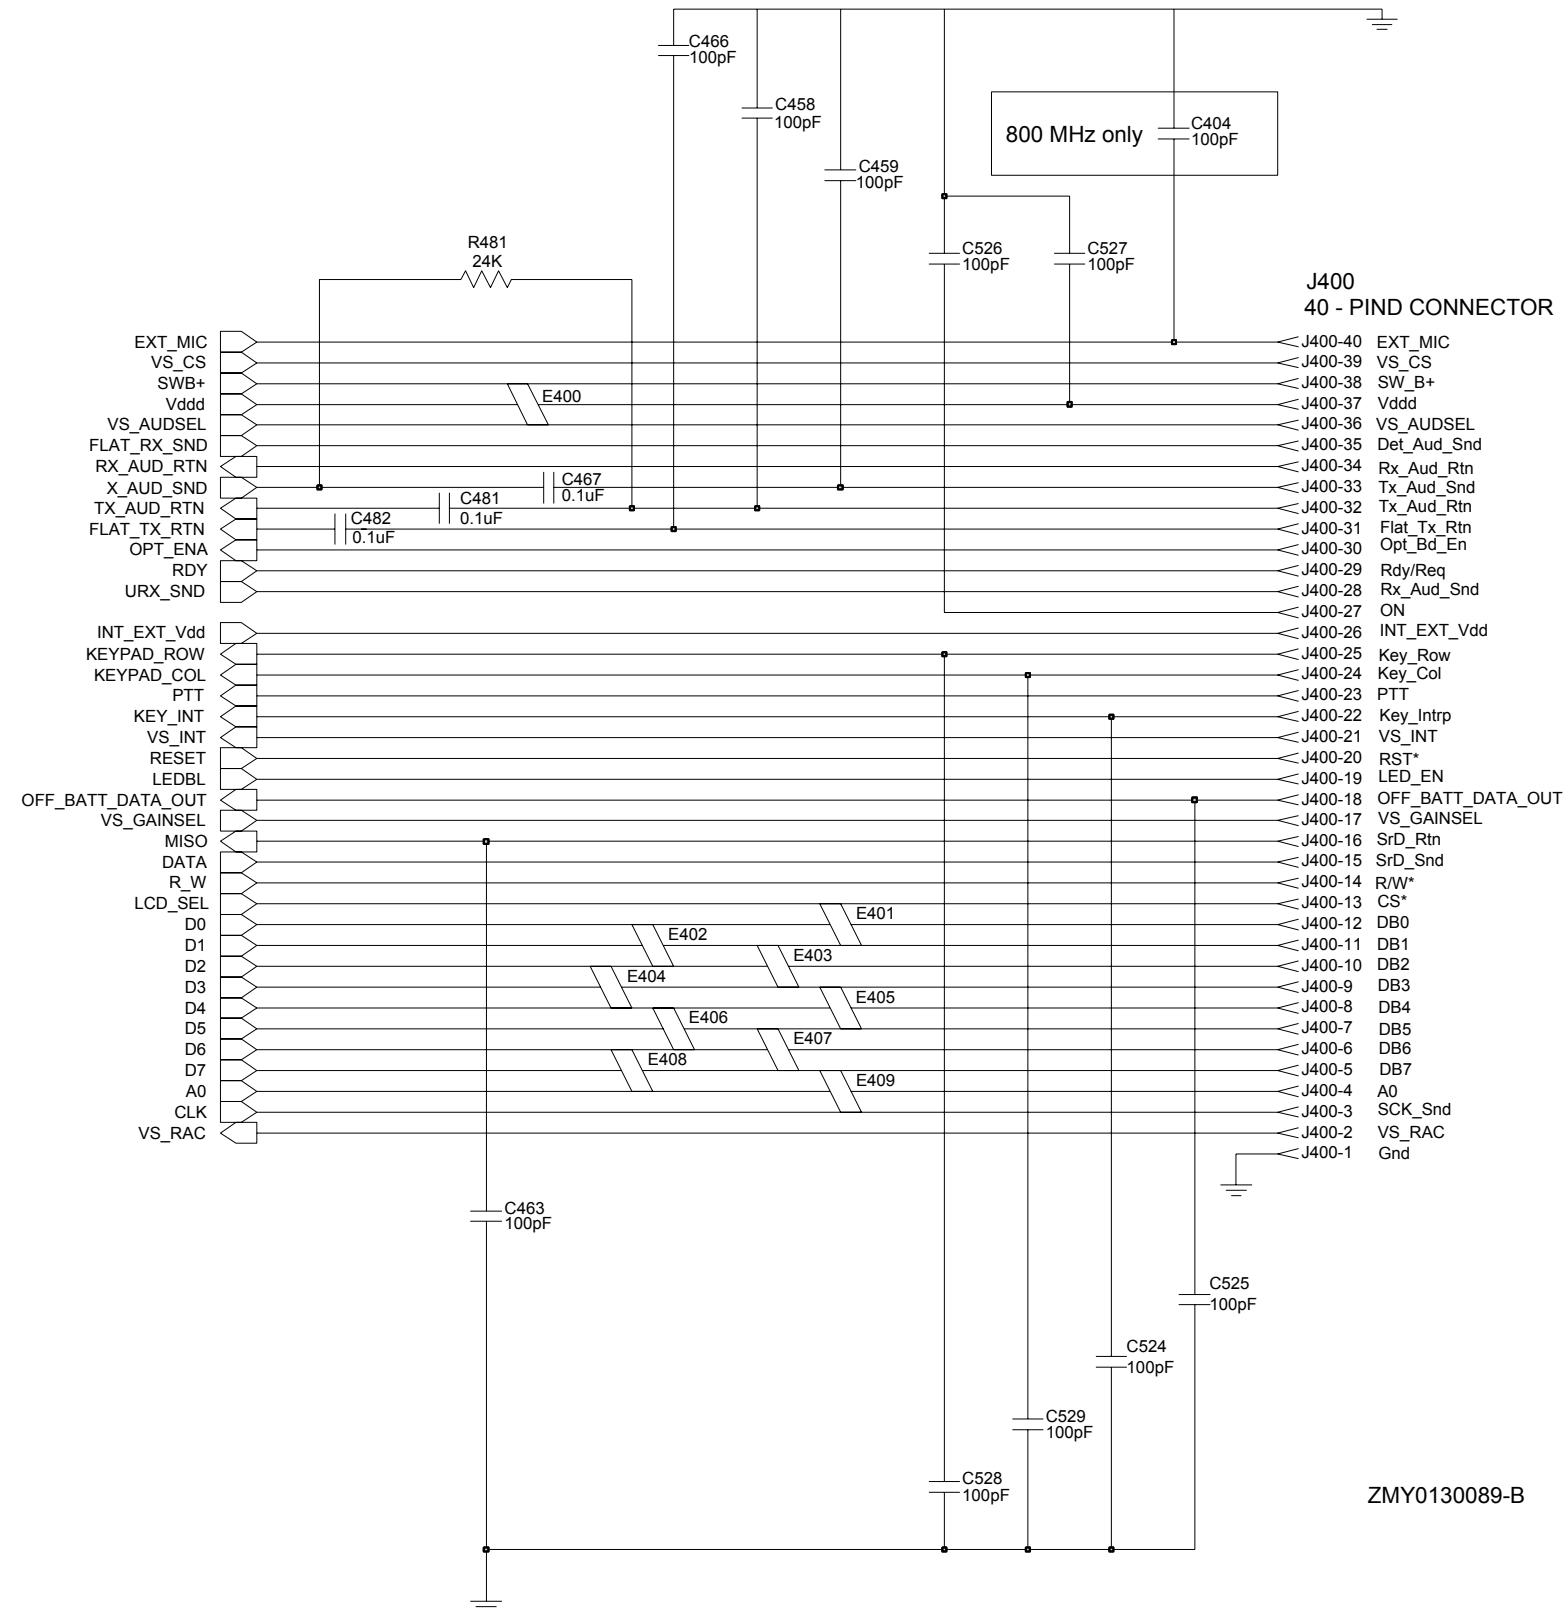 C466
100pF
C458
100pF
800 MHz only
C404
100pF
C459
100pF
R481
24K
C526
100pF
C527
100pF
J400
40 - PIND CONNECTOR
EXT_MIC J400-40 EXT_MIC
VS_CS J400-39 VS_CS
SWB+ J400-38 SW_B+
E400
Vddd J400-37 Vddd
VS_AUDSEL J400-36 VS_AUDSEL
FLAT_RX_SND J400-35 Det_Aud_Snd
RX_AUD_RTN J400-34 Rx_Aud_Rtn
C467
0.1uF
X_AUD_SND J400-33 Tx_Aud_Snd
C481
0.1uF
TX_AUD_RTN J400-32 Tx_Aud_Rtn
C482
0.1uF
FLAT_TX_RTN J400-31 Flat_Tx_Rtn
OPT_ENA J400-30 Opt_Bd_En
RDY J400-29 Rdy/Req
URX_SND J400-28 Rx_Aud_Snd
J400-27 ON
INT_EXT_Vdd J400-26 INT_EXT_Vdd
KEYPAD_ROW J400-25 Key_Row
KEYPAD_COL J400-24 Key_Col
PTT J400-23 PTT
KEY_INT J400-22 Key_Intrp
VS_INT J400-21 VS_INT
RESET J400-20 RST*
LEDBL J400-19 LED_EN
OFF_BATT_DATA_OUT J400-18 OFF_BATT_DATA_OUT
VS_GAINSEL J400-17 VS_GAINSEL
MISO J400-16 SrD_Rtn
DATA J400-15 SrD_Snd
R_W J400-14 R/W*
LCD_SEL J400-13 CS*
E401
D0 J400-12 DB0
E402
D1 J400-11 DB1
E403
D2 J400-10 DB2
E404
D3 J400-9 DB3
E405
D4 J400-8 DB4
E406
D5 J400-7 DB5
E407
D6 J400-6 DB6
E408
D7 J400-5 DB7
E409
A0 J400-4 A0
CLK J400-3 SCK_Snd
VS_RAC J400-2 VS_RAC
J400-1 Gnd
C463
100pF
C525
100pF
C524
100pF
C529
100pF
C528
100pF
ZMY0130089-B